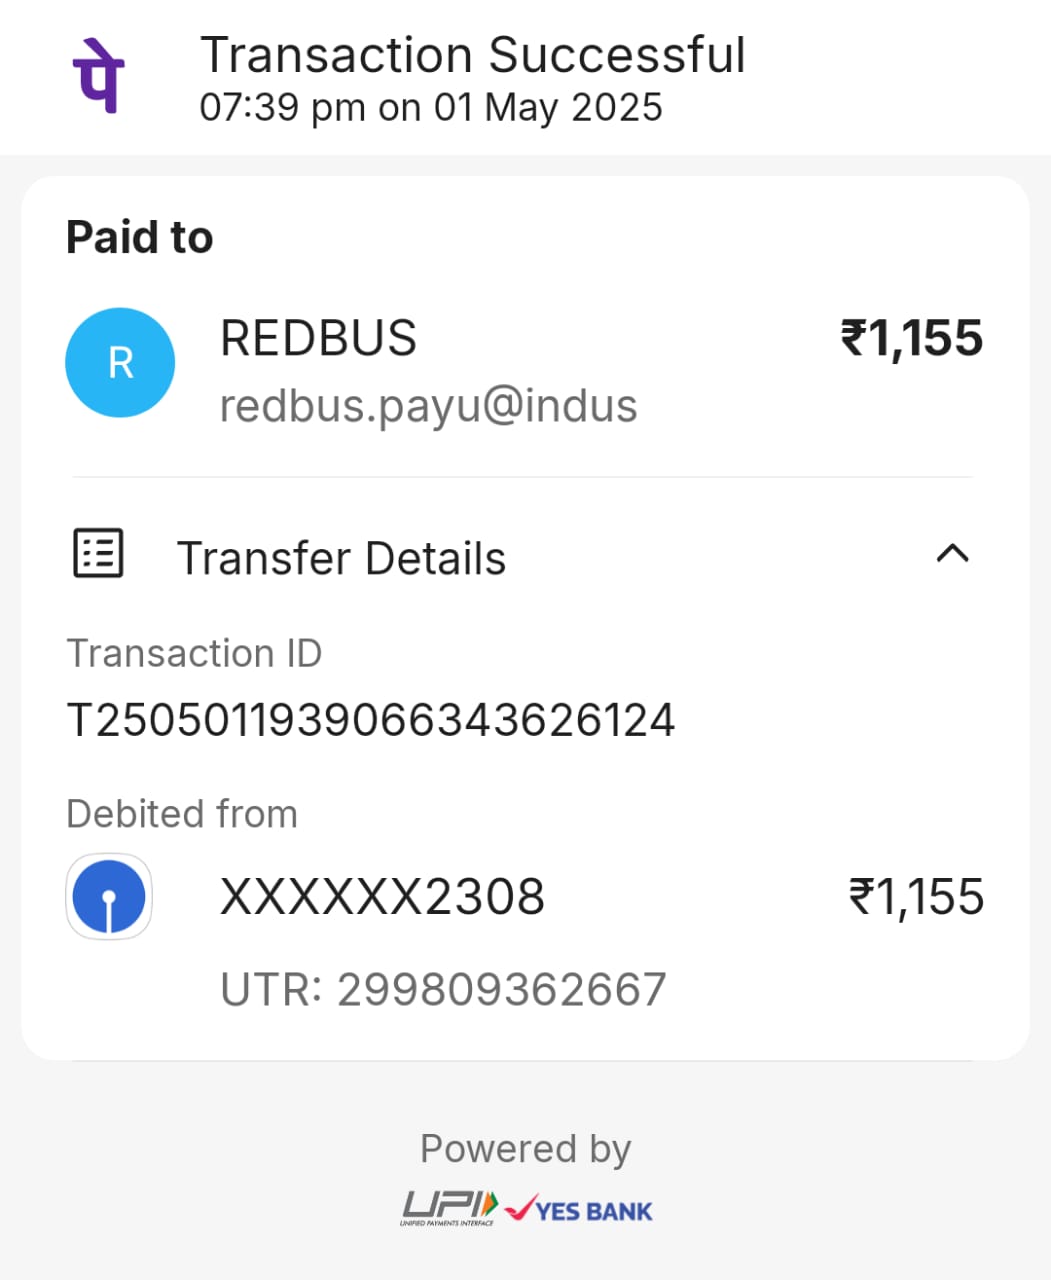 पे
Transaction Successful
07:39 pm on 01 May 2025
Paid to
R
REDBUS
₹1,155
redbus.payu@indus
Transfer Details
Transaction ID
T2505011939066343626124
Debited from
XXXXXX2308
₹1,155
UTR: 299809362667
Powered by
UPI
UNIFIED PAYMENTS INTERFACE
YES BANK